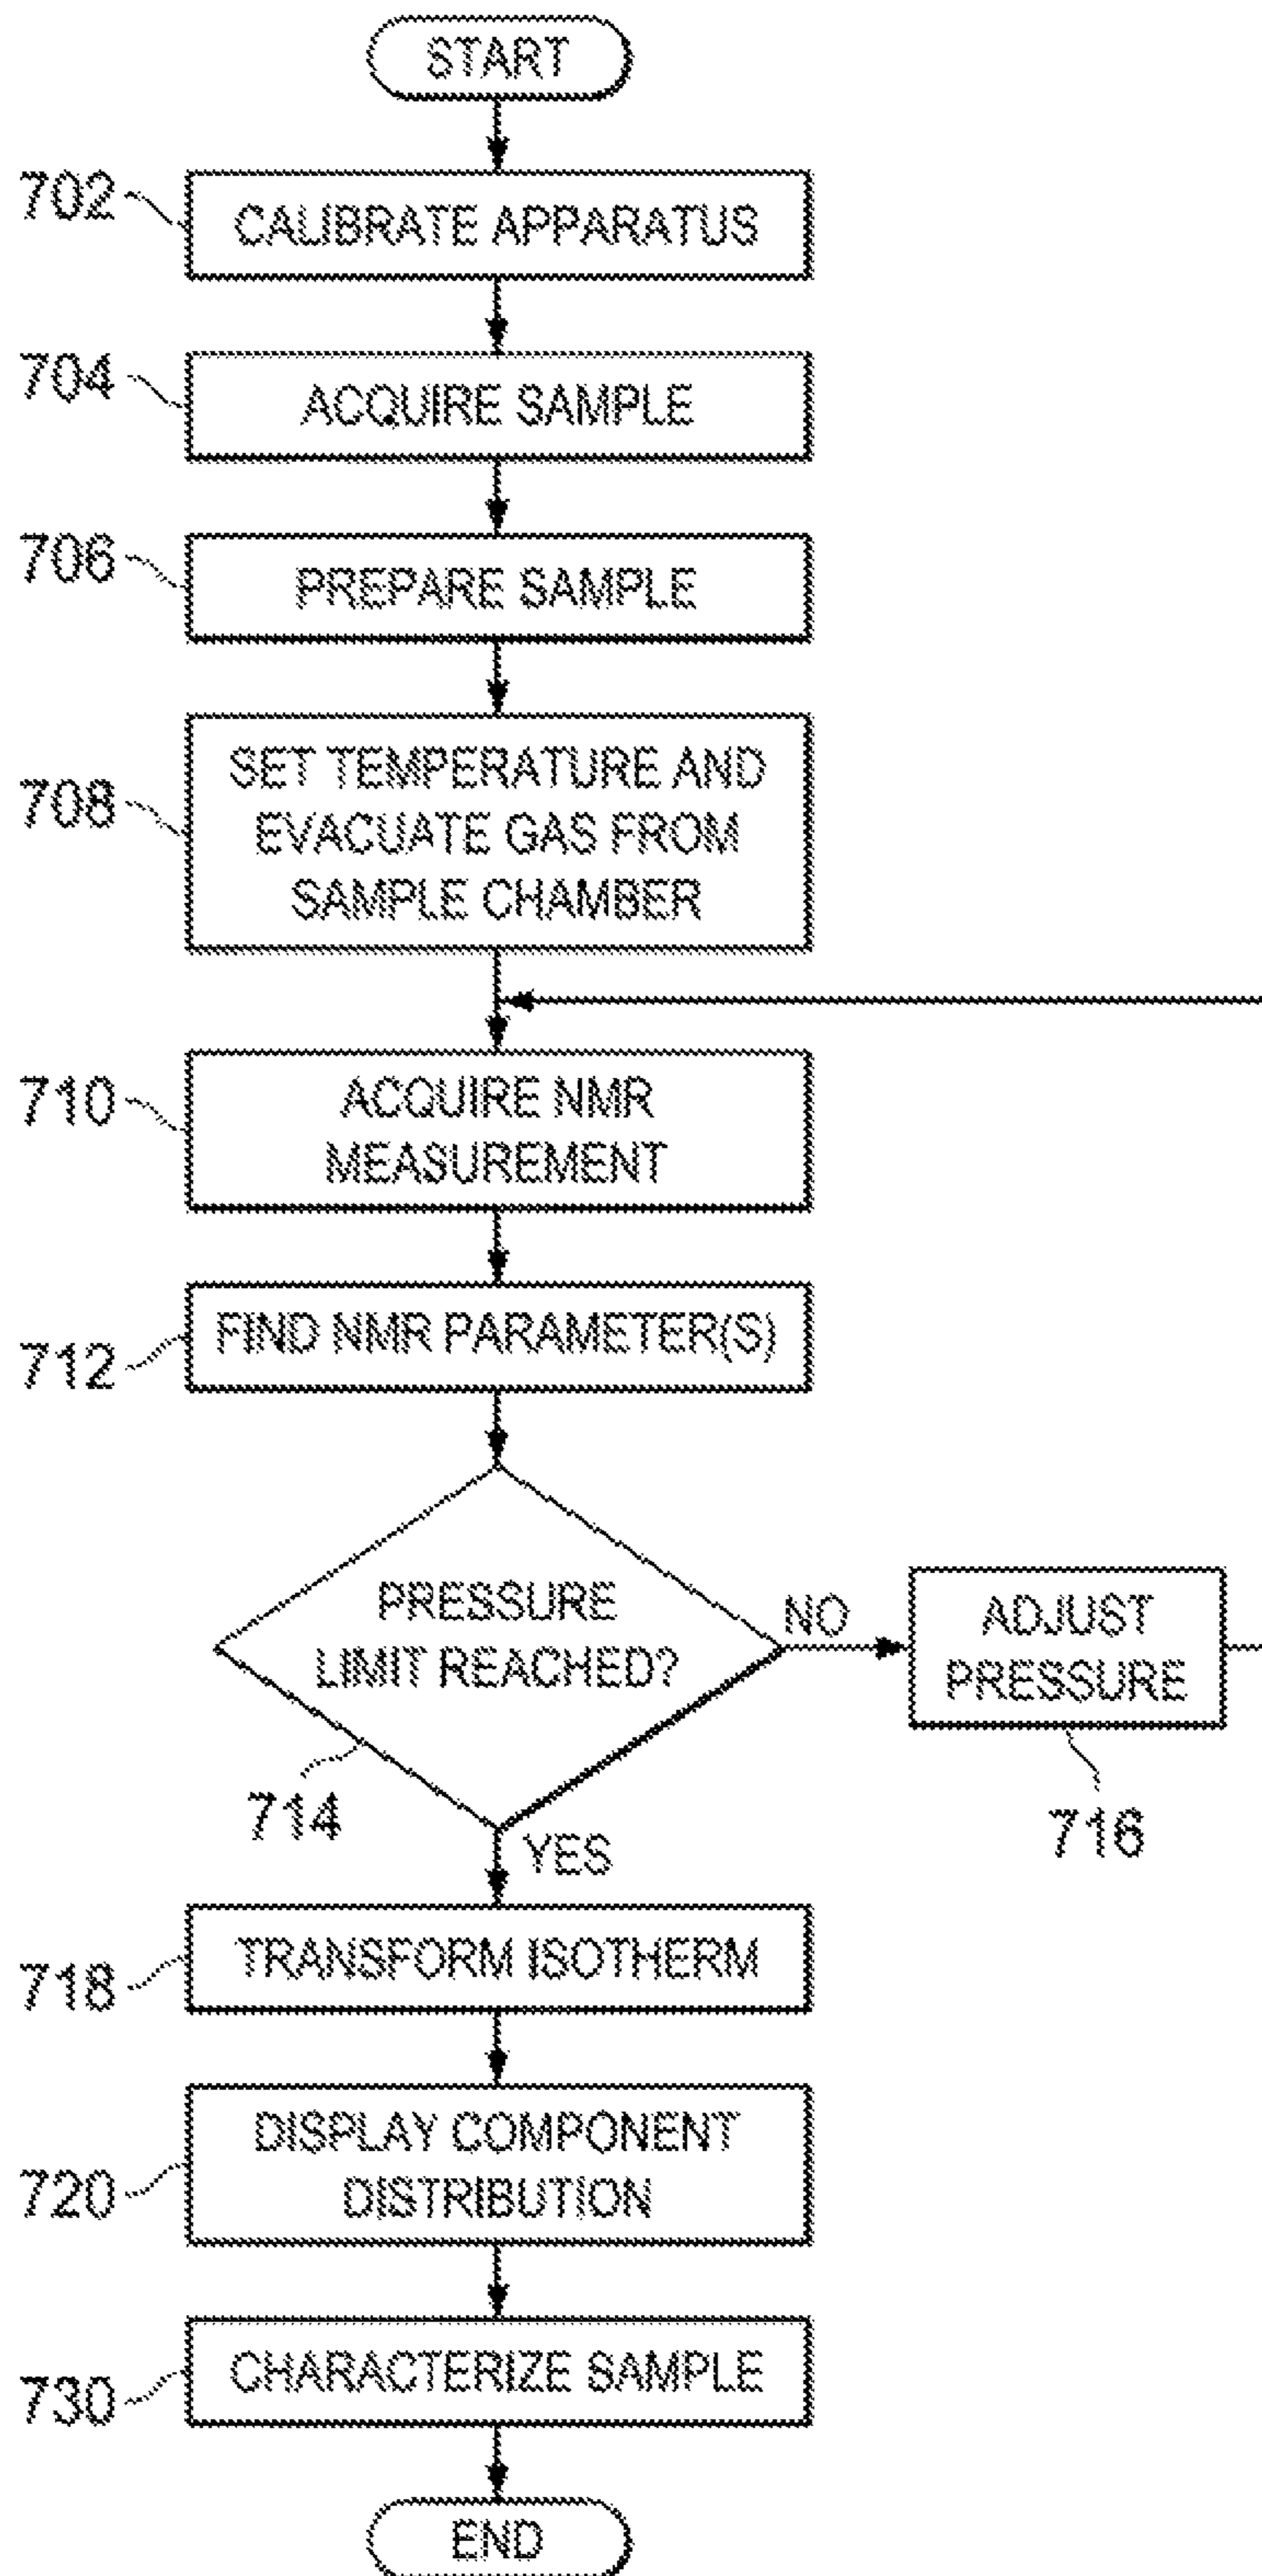 START
702
CALIBRATE APPARATUS
704
ACQUIRE SAMPLE
706
PREPARE SAMPLE
708
SET TEMPERATURE AND
EVACUATE GAS FROM
SAMPLE CHAMBER
710
ACQUIRE NMR
MEASUREMENT
712
FIND NMR PARAMETER(S)
PRESSURE
LIMIT REACHED?
714
NO
ADJUST
PRESSURE
716
YES
718
TRANSFORM ISOTHERM
720
DISPLAY COMPONENT
DISTRIBUTION
730
CHARACTERIZE SAMPLE
END